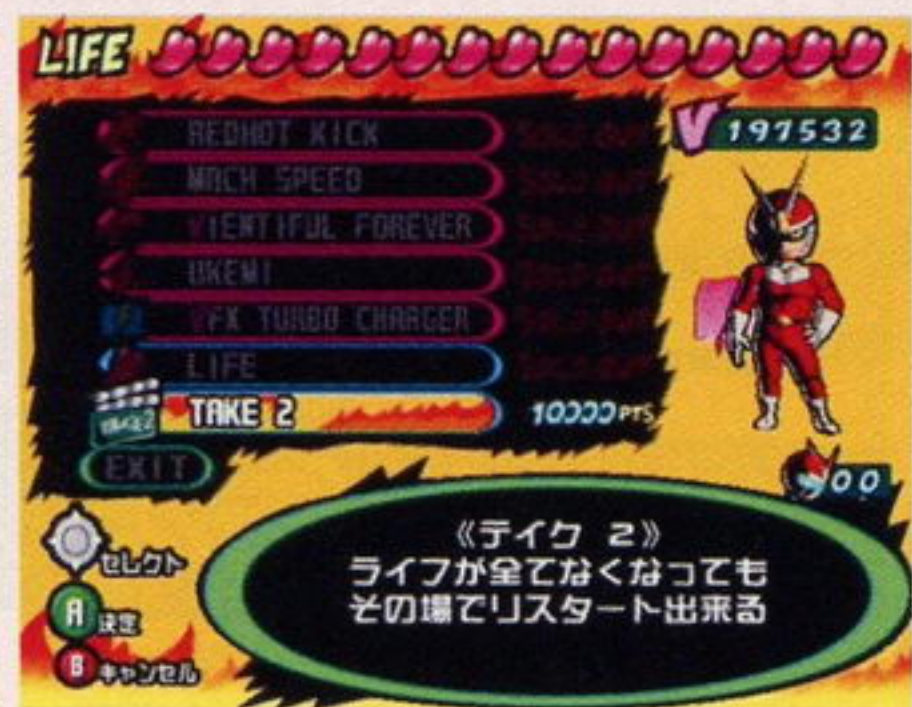 LIFE
V 197532
REDHOT KICK
MACH SPEED
VIENTIFUL FOREVER
UKEMI
VFX TURBO CHARGER
LIFE
TAKE2
TAKE 2
10000 PTS
EXIT
00
セレクト
A 決定
B キャンセル
《テイク 2》
ライフが全てなくなっても
その場でリスタート出来る